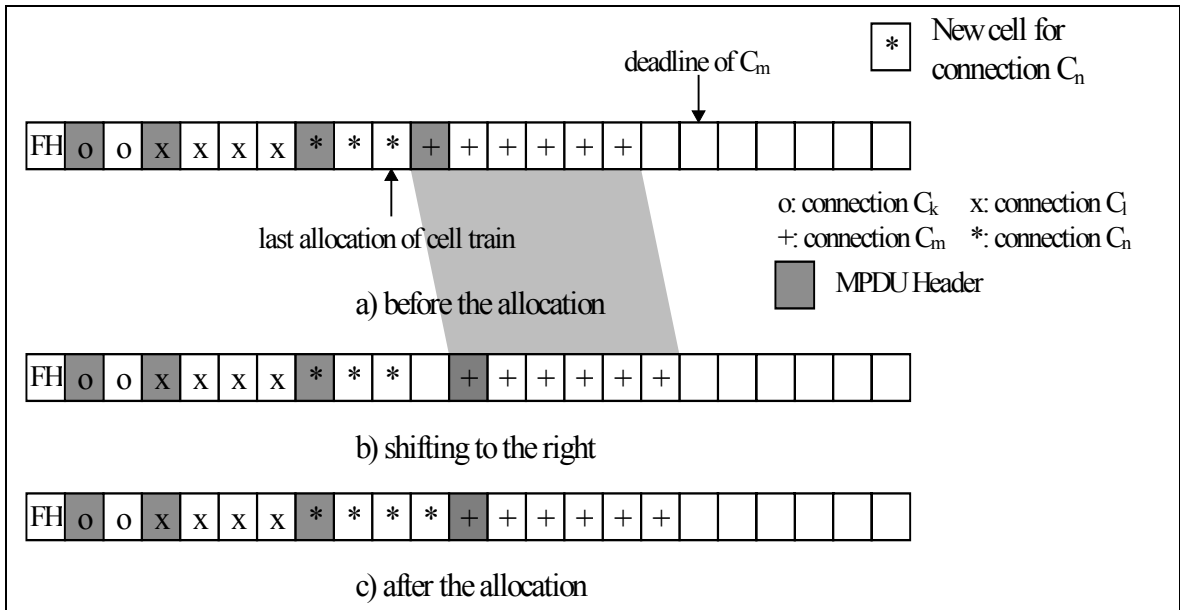 * New cell for
connection Cn
deadline of Cm
FH o o x x x x * * * + + + + + +
last allocation of cell train
o: connection Ck x: connection Cl
+: connection Cm *: connection Cn
MPDU Header
a) before the allocation
FH o o x x x x * * * + + + + + +
b) shifting to the right
FH o o x x x x * * * * + + + + + +
c) after the allocation